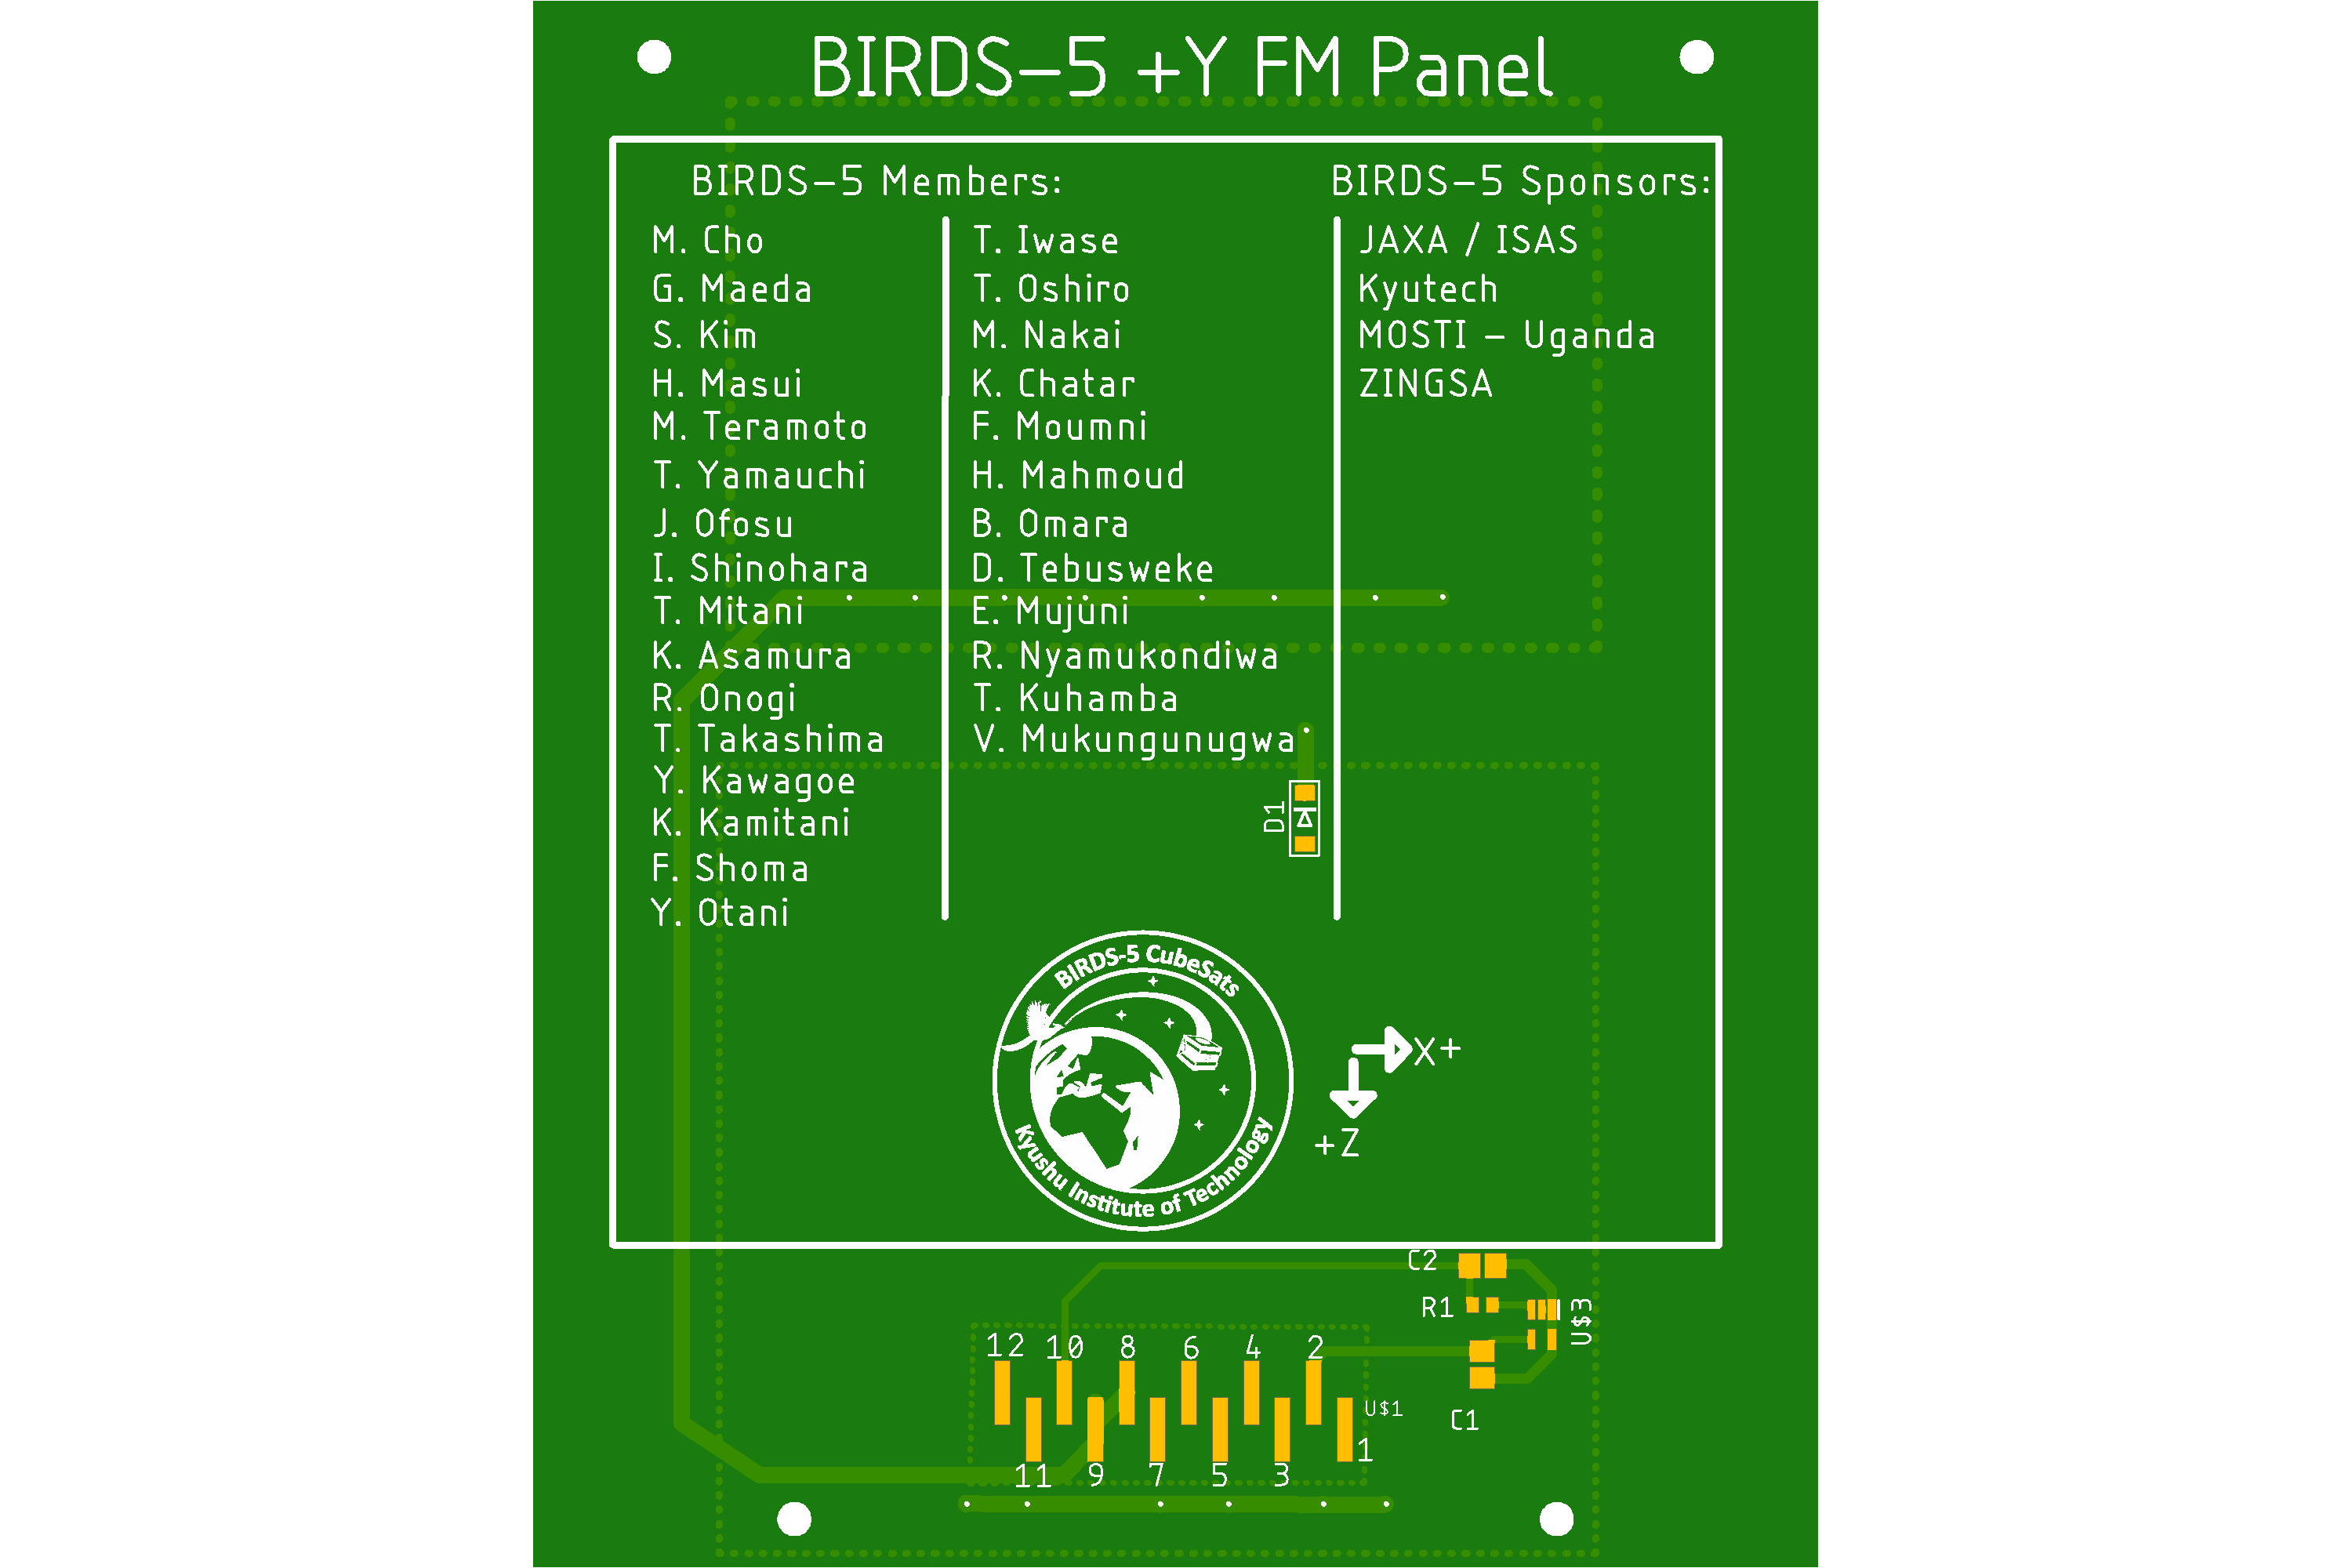 BIRDS-5 +Y FM Panel
BIRDS-5 Members:
M. Cho
G. Maeda
S. Kim
H. Masui
M. Teramoto
T. Yamauchi
J. Ofosu
I. Shinohara
T. Mitani
K. Asamura
R. Onogi
T. Takashima
Y. Kawagoe
K. Kamitani
F. Shoma
Y. Otani
T. Iwase
T. Oshiro
M. Nakai
K. Chatar
F. Moumni
H. Mahmoud
B. Omara
D. Tebusweke
E. Mujuni
R. Nyamukondiwa
T. Kuhamba
V. Mukungunugwa
BIRDS-5 Sponsors:
JAXA / ISAS
Kyutech
MOSTI - Uganda
ZINGSA
D1
BIRDS-5 CubeSats
Kyushu Institute of Technology
X+
+Z
C2
R1
U$3
C1
12 10 8 6 4 2
U$1
11 9 7 5 3 1